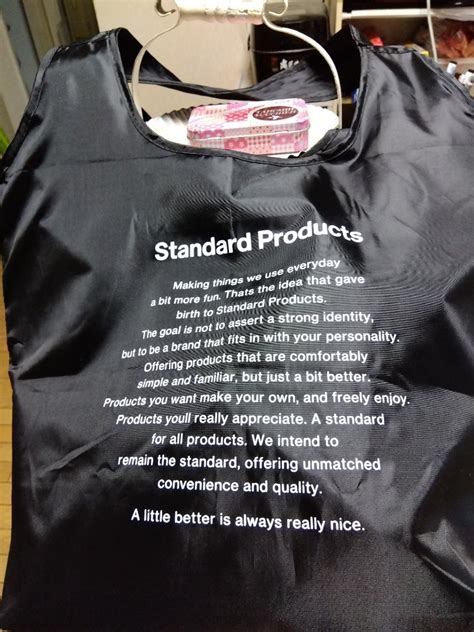 Standard Products
Making things we use everyday
a bit more fun. Thats the idea that gave
birth to Standard Products.
The goal is not to assert a strong identity,
but to be a brand that fits in with your personality.
Offering products that are comfortably
simple and familiar, but just a bit better.
Products you want make your own, and freely enjoy.
Products youll really appreciate. A standard
for all products. We intend to
remain the standard, offering unmatched
convenience and quality.
A little better is always really nice.